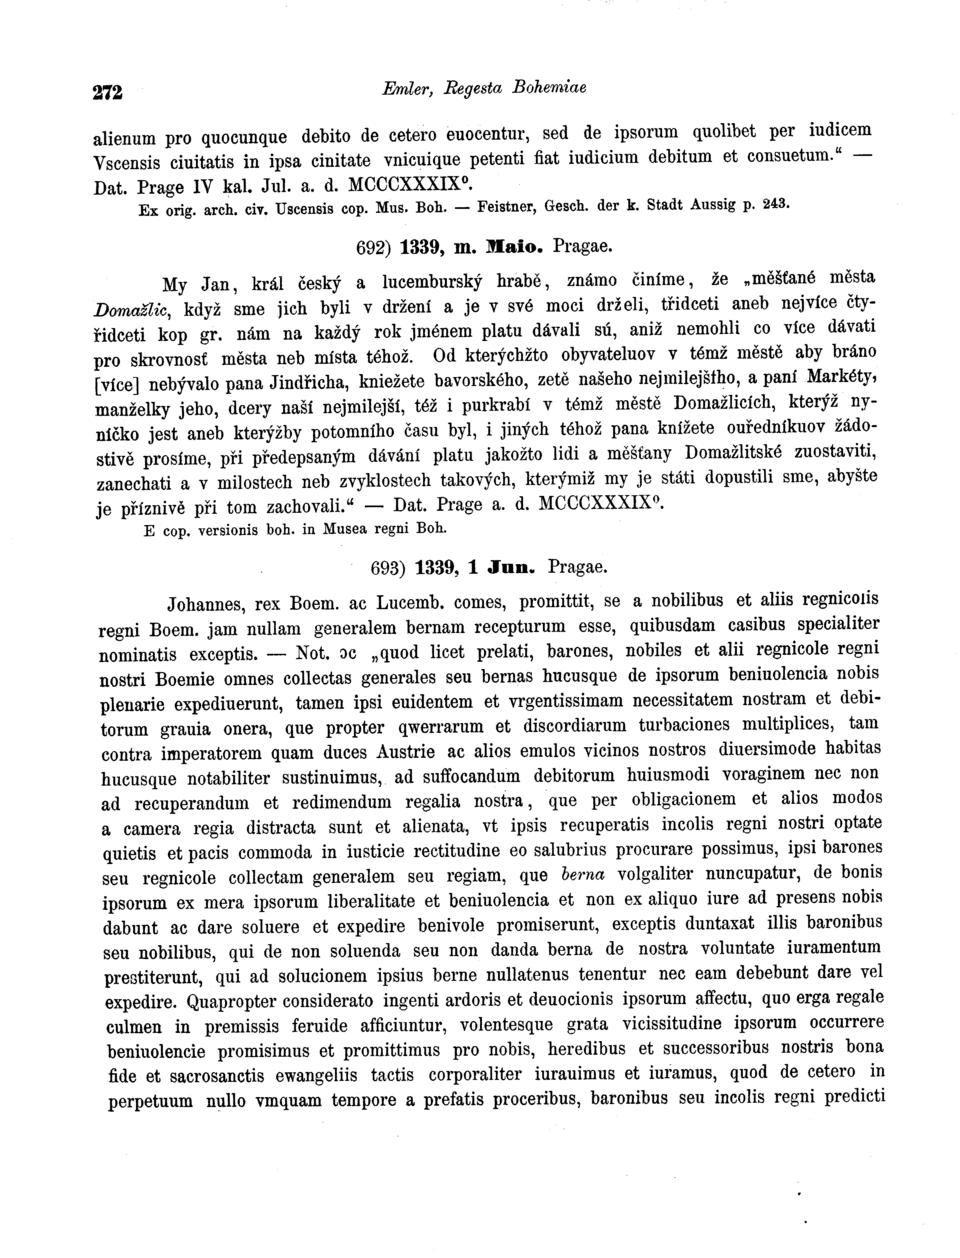 272 Emler, Regesta Bohemiae
alienum pro quocunque debito de cetero euocentur, sed de ipsorum quolibet per iudicem
Vscensis ciuitatis in ipsa cinitate vnicuique petenti fiat iudicium debitum et consuetum.“ —
Dat. Prage IV kal. Jul. a. d. MCCCXXXIX⁰.
Ex orig. arch. civ. Uscensis cop. Mus. Boh. — Feistner, Gesch. der k. Stadt Aussig p. 243.
692) 1339, m. Maio. Pragae.
My Jan, král český a lucemburský hrabě, známo činíme, že „měšťané města
Domažlic, když sme jich byli v držení a je v své moci drželi, třidceti aneb nejvíce čty-
řidceti kop gr. nám na každý rok jménem platu dávali sú, aniž nemohli co více dávati
pro skrovnosť města neb místa téhož. Od kterýchžto obyvateluov v témž městě aby bráno
[více] nebývalo pana Jindřicha, kniežete bavorského, zetě našeho nejmilejšího, a paní Markéty,
manželky jeho, dcery naší nejmilejší, též i purkrabí v témž městě Domažlicích, kterýž ny-
níčko jest aneb kterýžby potomního času byl, i jiných téhož pana knížete ouředníkuov žádo-
stivě prosíme, při předepsaným dávání platu jakožto lidi a měšťany Domažlitské zuostaviti,
zanechati a v milostech neb zvyklostech takových, kterýmiž my je státi dopustili sme, abyšte
je příznivě při tom zachovali.“ — Dat. Prage a. d. MCCCXXXIX⁰.
E cop. versionis boh. in Musea regni Boh.
693) 1339, 1 Jun. Pragae.
Johannes, rex Boem. ac Lucemb. comes, promittit, se a nobilibus et aliis regnicolis
regni Boem. jam nullam generalem bernam recepturum esse, quibusdam casibus specialiter
nominatis exceptis. — Not. oc „quod licet prelati, barones, nobiles et alii regnicole regni
nostri Boemie omnes collectas generales seu bernas hucusque de ipsorum beniuolencia nobis
plenarie expediuerunt, tamen ipsi euidentem et vrgentissimam necessitatem nostram et debi-
torum grauia onera, que propter qwerrarum et discordiarum turbaciones multiplices, tam
contra imperatorem quam duces Austrie ac alios emulos vicinos nostros diuersimode habitas
hucusque notabiliter sustinuimus, ad suffocandum debitorum huiusmodi voraginem nec non
ad recuperandum et redimendum regalia nostra, que per obligacionem et alios modos
a camera regia distracta sunt et alienata, vt ipsis recuperatis incolis regni nostri optate
quietis et pacis commoda in iusticie rectitudine eo salubrius procurare possimus, ipsi barones
seu regnicole collectam generalem seu regiam, que berna volgaliter nuncupatur, de bonis
ipsorum ex mera ipsorum liberalitate et beniuolencia et non ex aliquo iure ad presens nobis
dabunt ac dare soluere et expedire benivole promiserunt, exceptis duntaxat illis baronibus
seu nobilibus, qui de non soluenda seu non danda berna de nostra voluntate iuramentum
prestiterunt, qui ad solucionem ipsius berne nullatenus tenentur nec eam debebunt dare vel
expedire. Quapropter considerato ingenti ardoris et deuocionis ipsorum affectu, quo erga regale
culmen in premissis feruide afficiuntur, volentesque grata vicissitudine ipsorum occurrere
beniuolencie promisimus et promittimus pro nobis, heredibus et successoribus nostris bona
fide et sacrosanctis ewangeliis tactis corporaliter iurauimus et iuramus, quod de cetero in
perpetuum nullo vmquam tempore a prefatis proceribus, baronibus seu incolis regni predicti